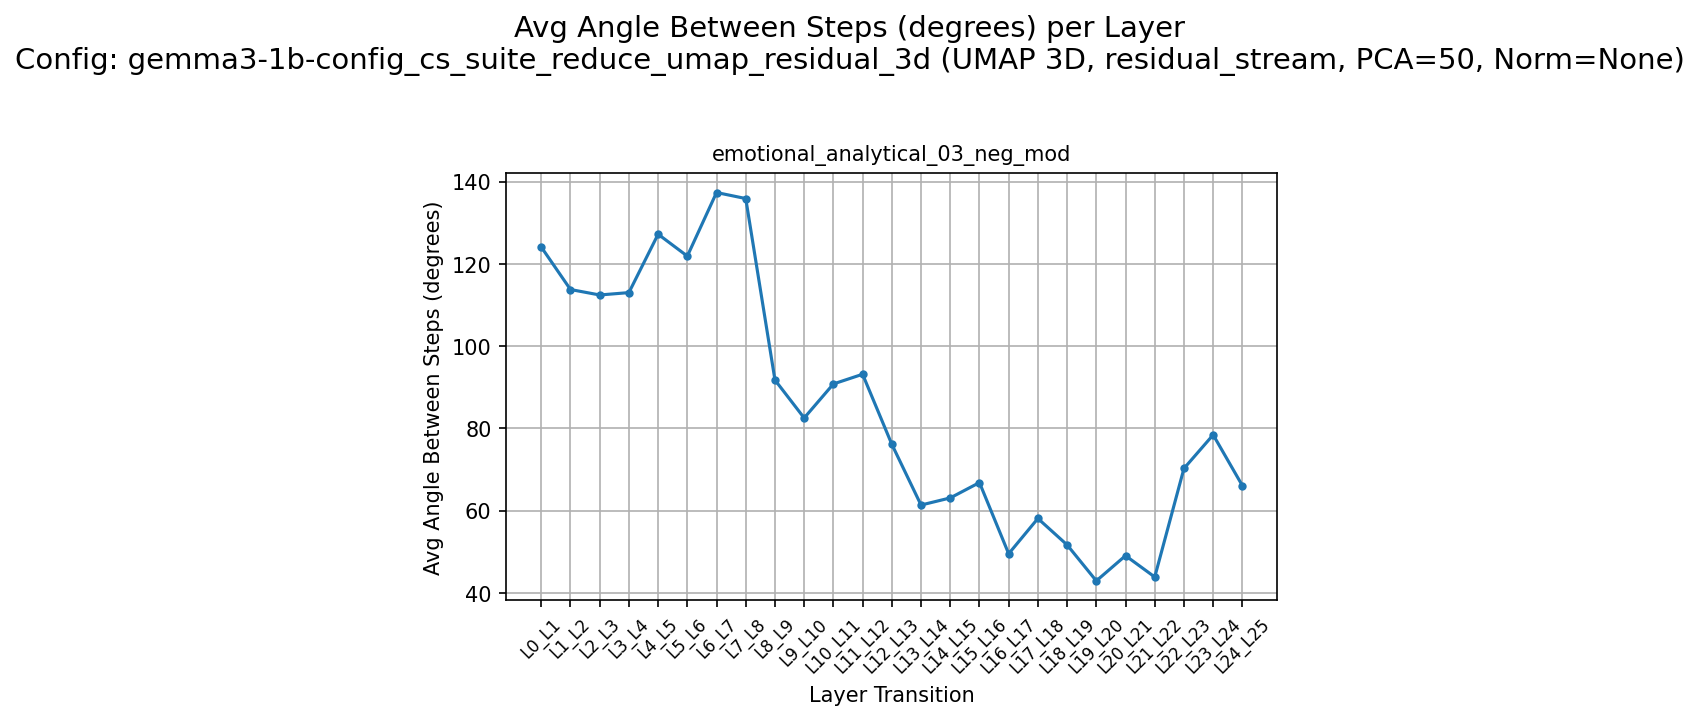 Avg Angle Between Steps (degrees) per Layer
Config: gemma3-1b-config_cs_suite_reduce_umap_residual_3d (UMAP 3D, residual_stream, PCA=50, Norm=None)
emotional_analytical_03_neg_mod
Avg Angle Between Steps (degrees)
140
120
100
80
60
40
L0_L1
L1_L2
L2_L3
L3_L4
L4_L5
L5_L6
L6_L7
L7_L8
L8_L9
L9_L10
L10_L11
L11_L12
L12_L13
L13_L14
L14_L15
L15_L16
L16_L17
L17_L18
L18_L19
L19_L20
L20_L21
L21_L22
L22_L23
L23_L24
L24_L25
Layer Transition